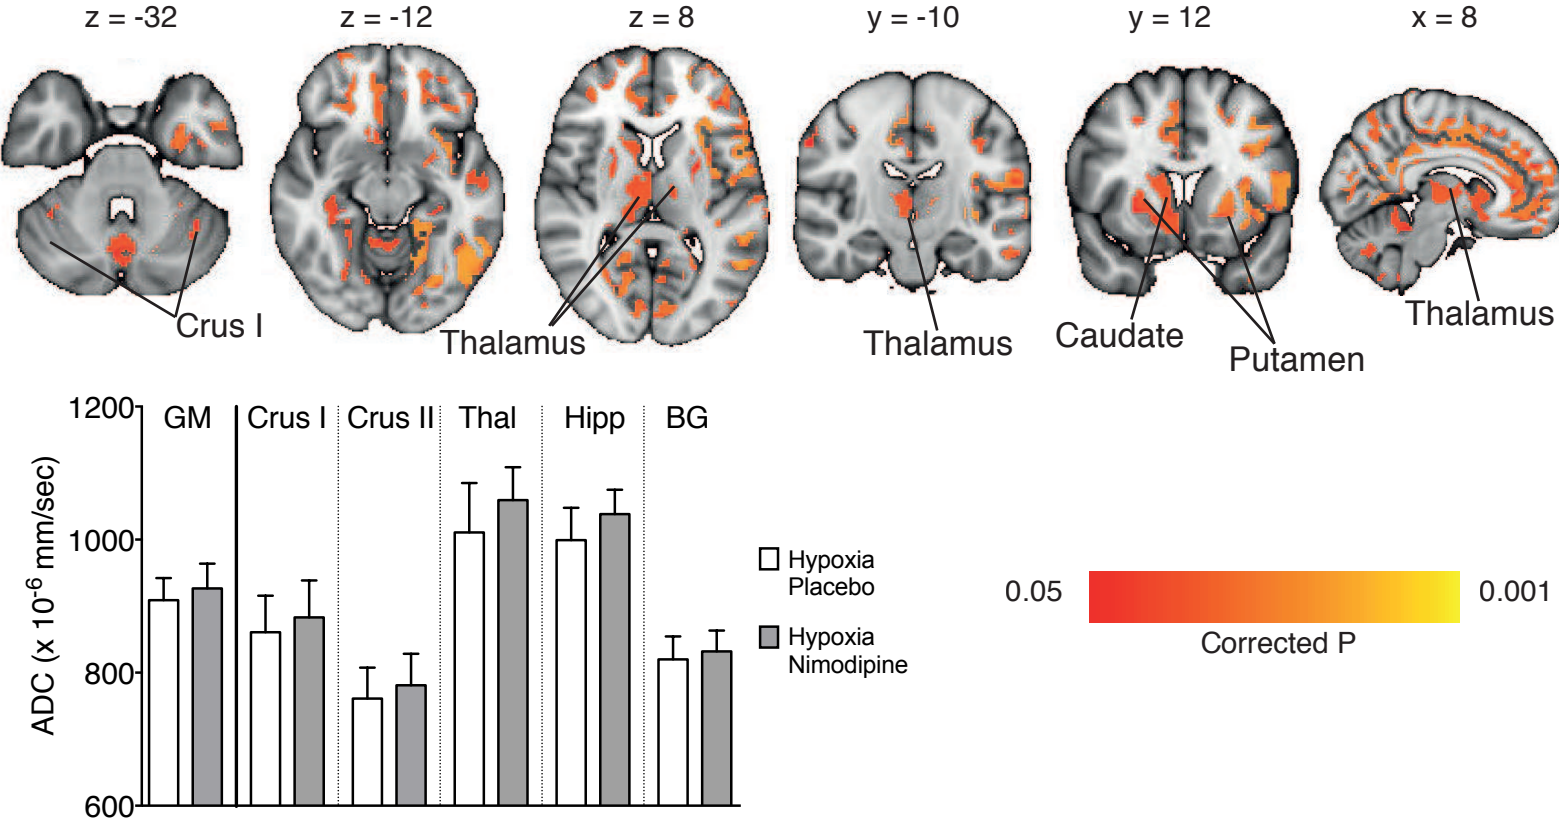 z = -32
z = -12
z = 8
y = -10
y = 12
x = 8
Crus I
Thalamus
Thalamus
Caudate
Putamen
Thalamus
1200
1000
800
600
ADC (x 10⁻⁶ mm/sec)
GM
Crus I
Crus II
Thal
Hipp
BG
Hypoxia
Placebo
Hypoxia
Nimodipine
0.05
0.001
Corrected P